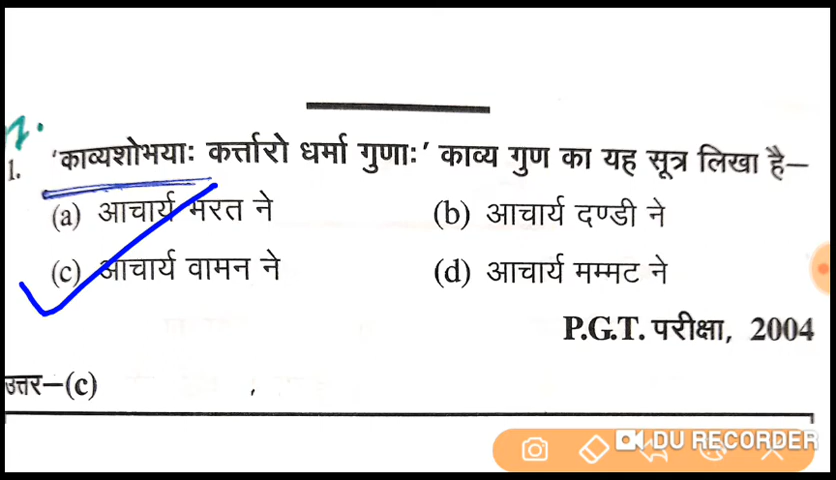 1. 'काव्यशोभयाः कर्त्तारो धर्मा गुणाः' काव्य गुण का यह सूत्र लिखा है–
(a) आचार्य भरत ने (b) आचार्य दण्डी ने
(c) आचार्य वामन ने (d) आचार्य मम्मट ने
P.G.T. परीक्षा, 2004
उत्तर–(c)
DU RECORDER